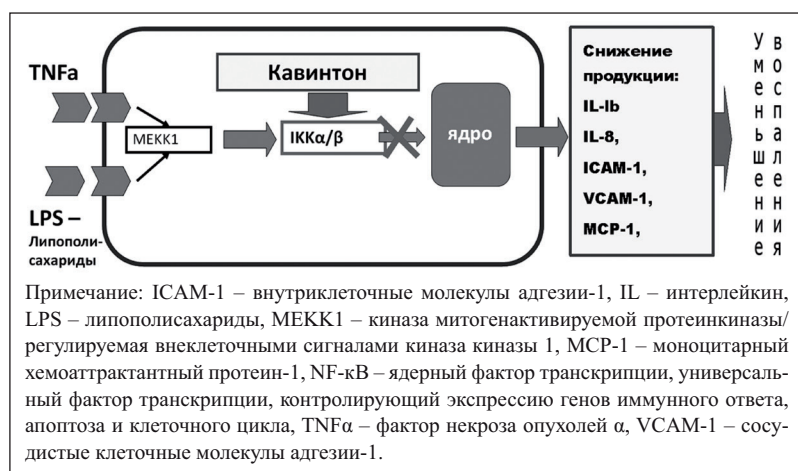 TNFa
LPS –
Липополи-
сахариды
MEKK1
Кавинтон
IKKα/β
ядро
Снижение
продукции:
IL-Ib
IL-8,
ICAM-1,
VCAM-1,
MCP-1,
Уменьшение
воспаления
Примечание: ICAM-1 – внутриклеточные молекулы адгезии-1, IL – интерлейкин,
LPS – липополисахариды, MEKK1 – киназа митогенактивируемой протеинкиназы/
регулируемая внеклеточными сигналами киназа киназы 1, MCP-1 – моноцитарный
хемоаттрактантный протеин-1, NF-κB – ядерный фактор транскрипции, универсаль-
ный фактор транскрипции, контролирующий экспрессию генов иммунного ответа,
апоптоза и клеточного цикла, TNFα – фактор некроза опухолей α, VCAM-1 – сосу-
дистые клеточные молекулы адгезии-1.